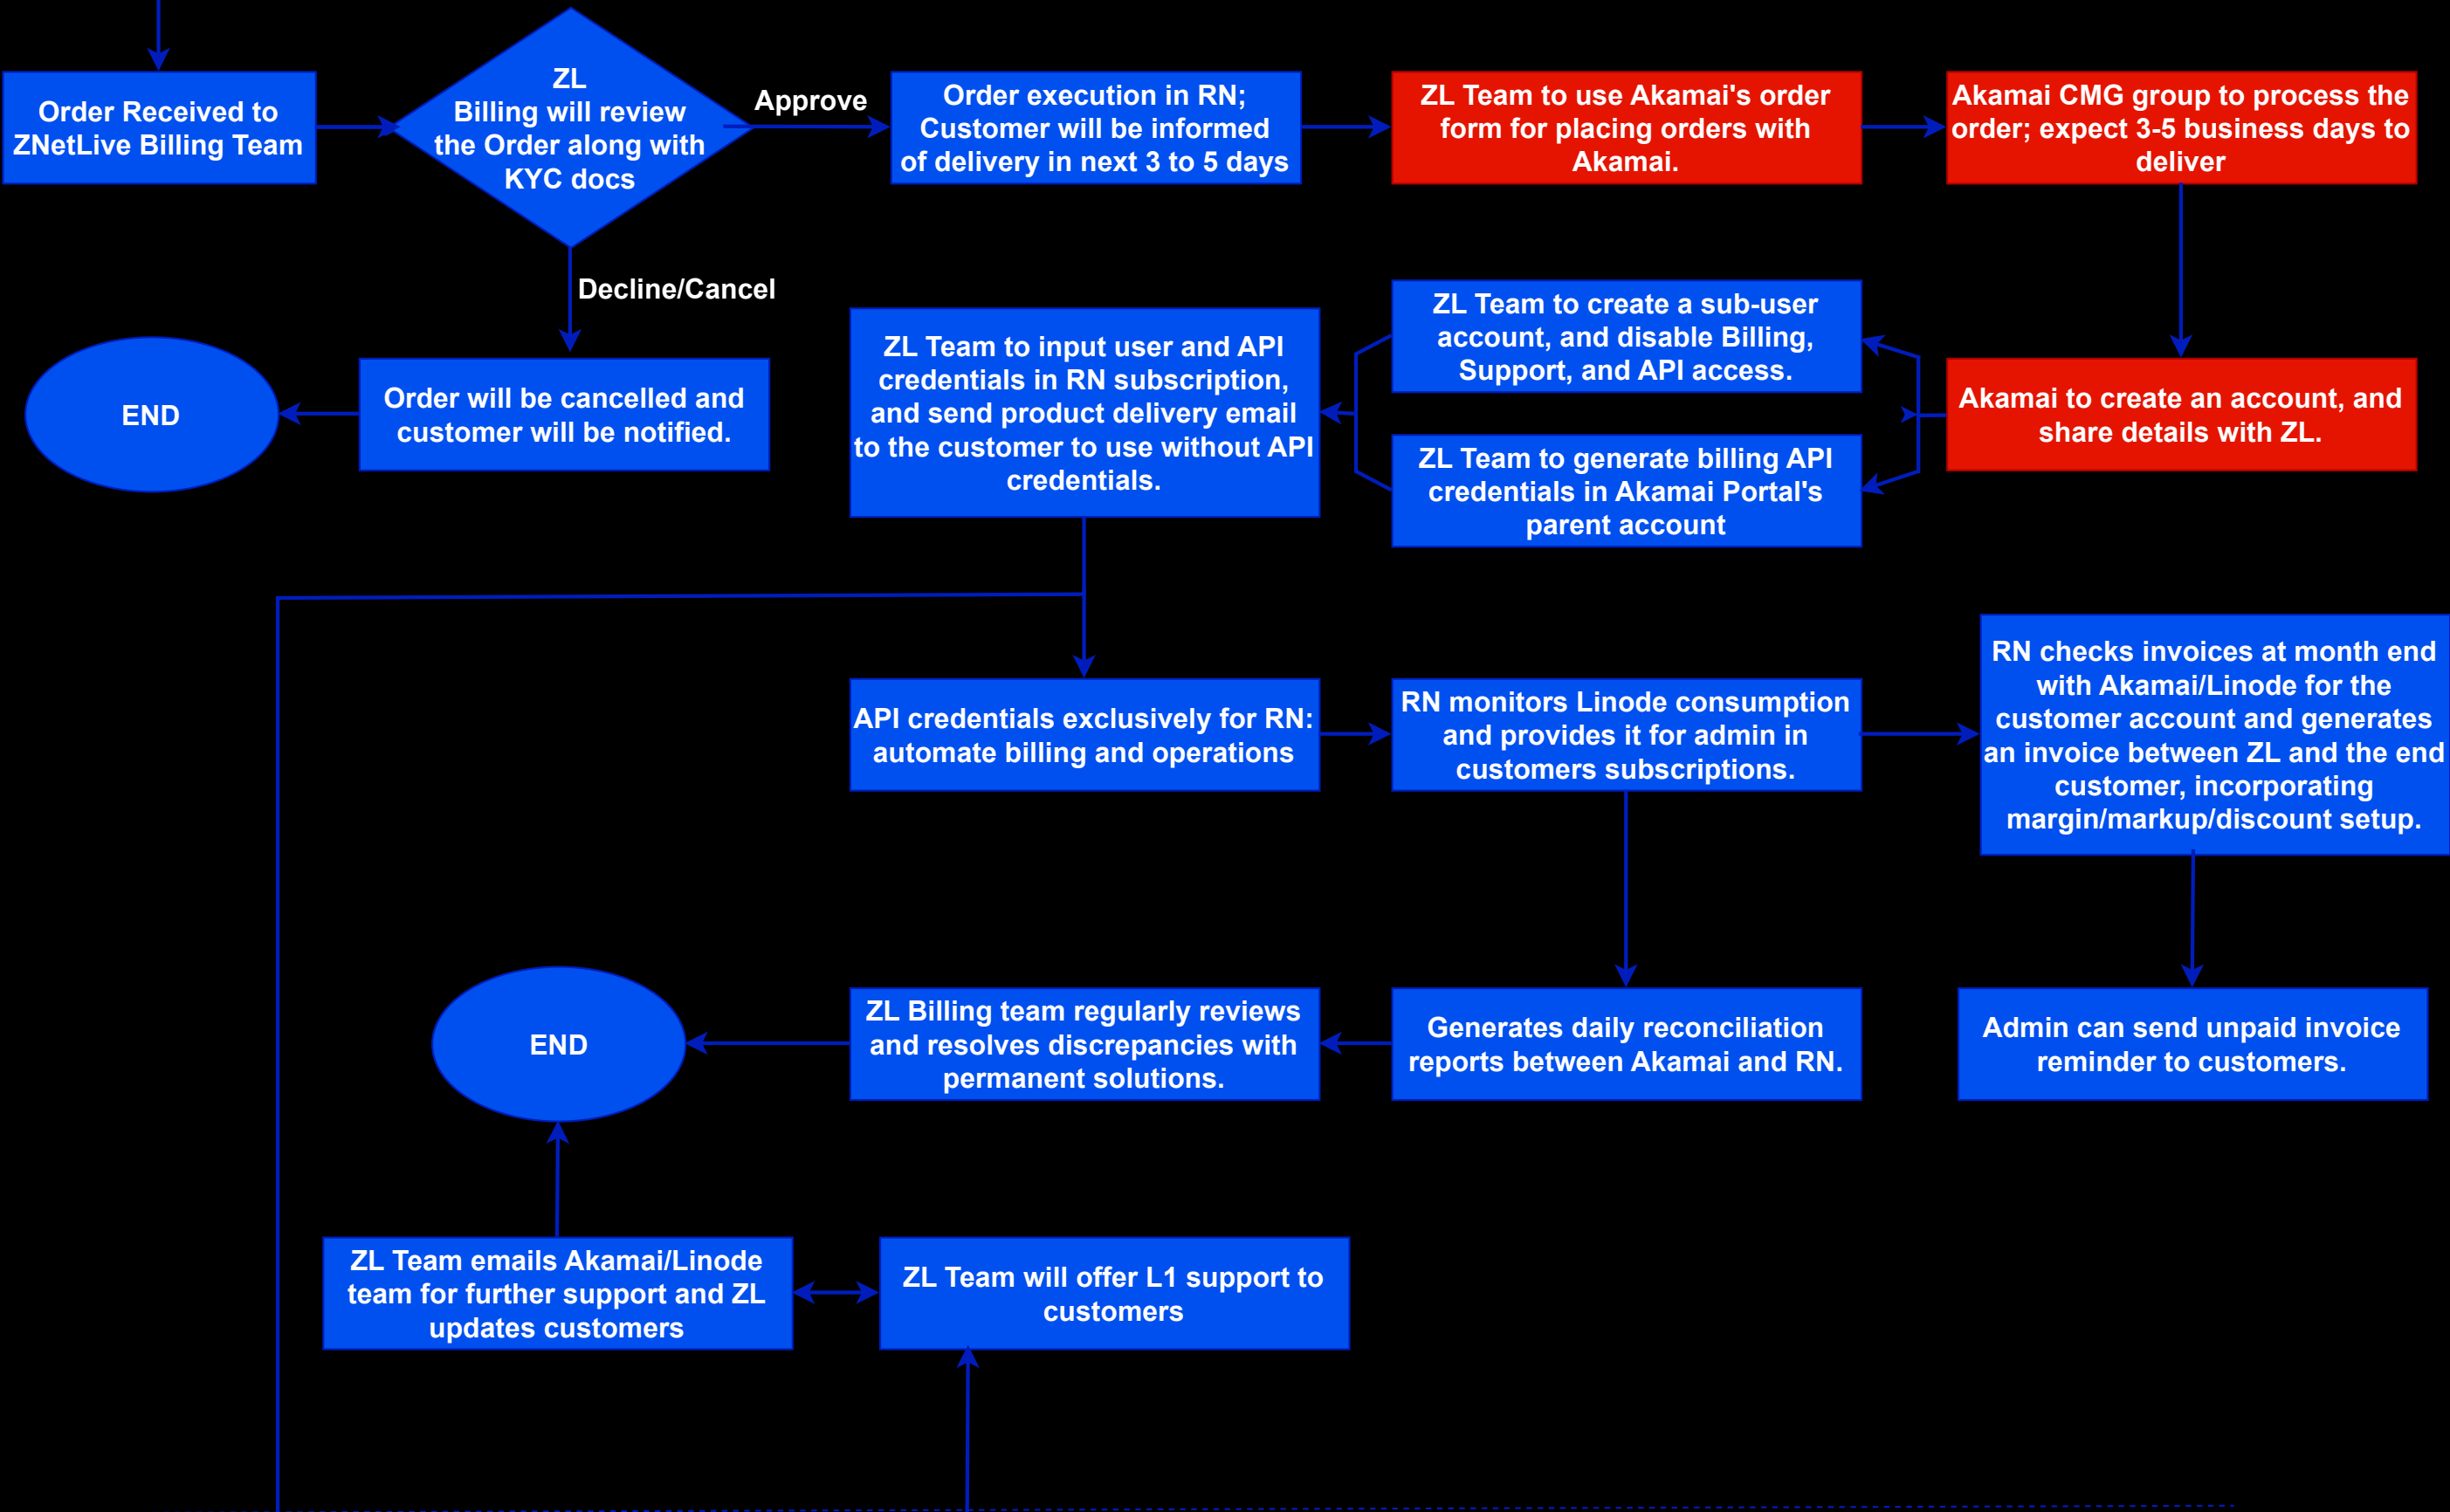 Order Received to
ZNetLive Billing Team
ZL
Billing will review
the Order along with
KYC docs
Approve
Order execution in RN;
Customer will be informed
of delivery in next 3 to 5 days
ZL Team to use Akamai's order
form for placing orders with
Akamai.
Akamai CMG group to process the
order; expect 3-5 business days to
deliver
Decline/Cancel
END
Order will be cancelled and
customer will be notified.
ZL Team to input user and API
credentials in RN subscription,
and send product delivery email
to the customer to use without API
credentials.
ZL Team to create a sub-user
account, and disable Billing,
Support, and API access.
ZL Team to generate billing API
credentials in Akamai Portal's
parent account
Akamai to create an account, and
share details with ZL.
API credentials exclusively for RN:
automate billing and operations
RN monitors Linode consumption
and provides it for admin in
customers subscriptions.
RN checks invoices at month end
with Akamai/Linode for the
customer account and generates
an invoice between ZL and the end
customer, incorporating
margin/markup/discount setup.
END
ZL Billing team regularly reviews
and resolves discrepancies with
permanent solutions.
Generates daily reconciliation
reports between Akamai and RN.
Admin can send unpaid invoice
reminder to customers.
ZL Team emails Akamai/Linode
team for further support and ZL
updates customers
ZL Team will offer L1 support to
customers